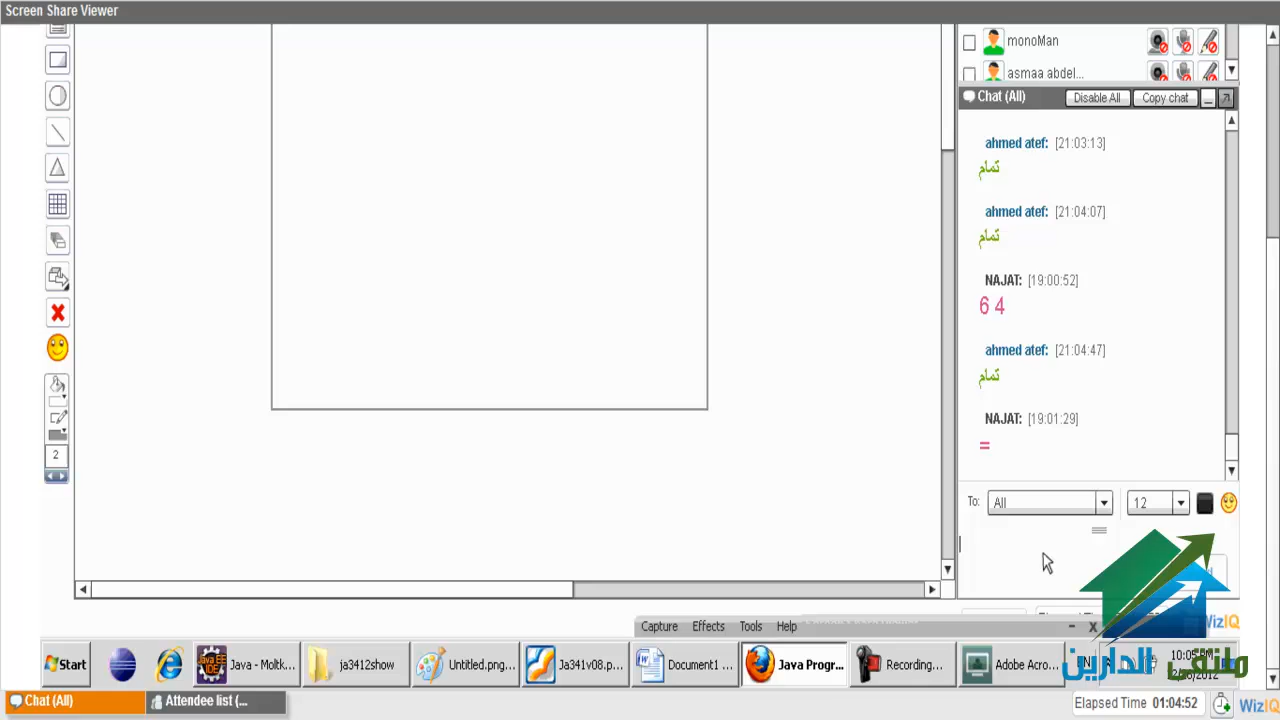 Screen Share Viewer
monoMan
asmaa abdel...
Chat (All)
Disable All
Copy chat
ahmed atef: [21:03:13]
تمام
ahmed atef: [21:04:07]
تمام
NAJAT: [19:00:52]
6 4
ahmed atef: [21:04:47]
تمام
NAJAT: [19:01:29]
=
To: All 12
2
Capture Effects Tools Help
WizIQ
Start
Java - Moltk...
ja3412show
Untitled.png...
Ja341v08.p...
Document1 ...
Java Progr...
Recording...
Adobe Acro...
ملتقى الدارين
Chat (All)
Attendee list (...
Elapsed Time 01:04:52
WizIQ